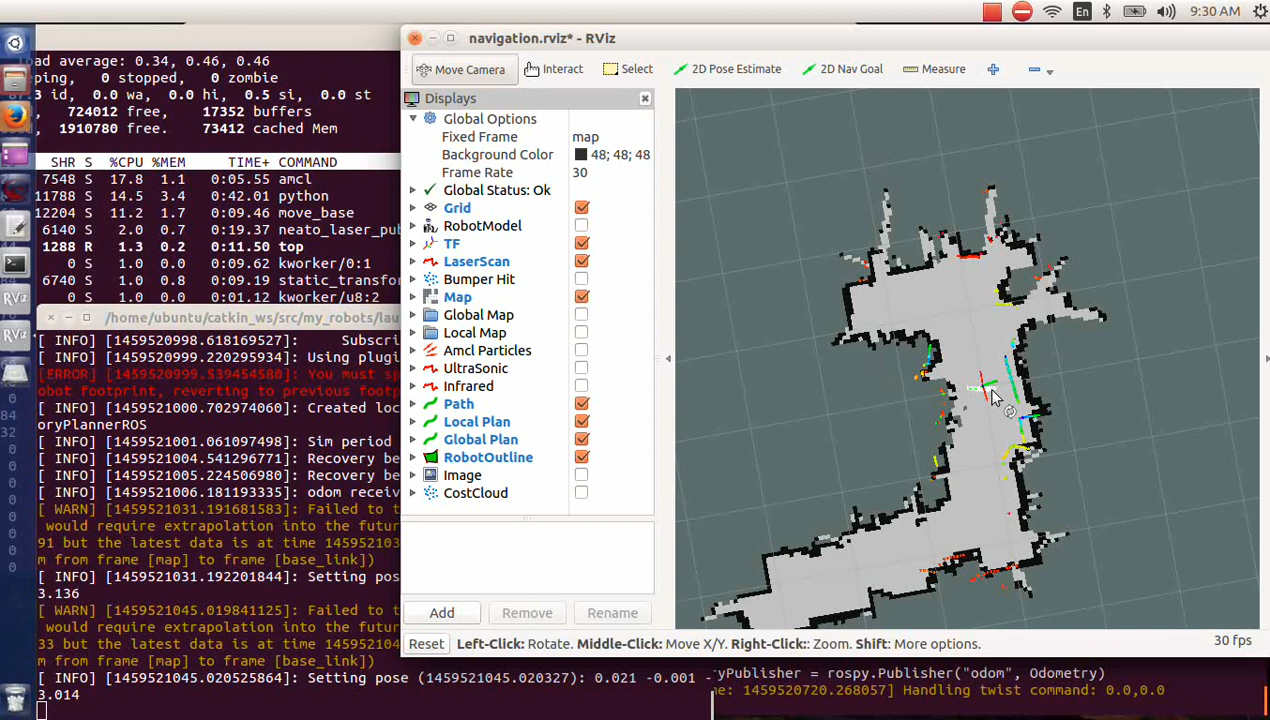 En
9:30 AM
load average: 0.34, 0.46, 0.46
ping, 0 stopped, 0 zombie
.3 id, 0.0 wa, 0.0 hi, 0.5 si, 0.0 st
724012 free, 17352 buffers
1910780 free. 73412 cached Mem
SHR S %CPU %MEM TIME+ COMMAND
7548 S 17.8 1.1 0:05.55 amcl
11788 S 14.5 3.4 0:42.01 python
12204 S 11.2 1.7 0:09.46 move_base
6140 S 2.0 0.7 0:19.37 neato_laser_pub
1288 R 1.3 0.2 0:11.50 top
0 S 1.0 0.0 0:09.62 kworker/0:1
6740 S 1.0 0.8 0:09.19 static_transfo
0 S 1.0 0.0 0:01.12 kworker/u8:2
/home/ubuntu/catkin_ws/src/my_robots/lau
[ INFO] [1459520998.618169527]: Subscri
[ INFO] [1459520999.220295934]: Using plugi
[ERROR] [1459520999.539454580]: You must sp
obot footprint, reverting to previous footp
[ INFO] [1459521000.702974060]: Created loc
oryPlannerROS
[ INFO] [1459521001.061097498]: Sim period
[ INFO] [1459521004.541296771]: Recovery be
[ INFO] [1459521005.224506980]: Recovery be
[ INFO] [1459521006.181193335]: odom receiv
[ WARN] [1459521031.191681583]: Failed to t
would require extrapolation into the futur
91 but the latest data is at time 145952103
m from frame [map] to frame [base_link])
[ INFO] [1459521031.192201844]: Setting pos
3.136
[ WARN] [1459521045.019841125]: Failed to t
would require extrapolation into the futur
33 but the latest data is at time 145952104
m from frame [map] to frame [base_link])
[ INFO] [1459521045.020525864]: Setting pose (1459521045.020327): 0.021 -0.001 -
3.014
84
32
0
0
0
0
0
0
0
0
navigation.rviz* - RViz
Move Camera Interact Select 2D Pose Estimate 2D Nav Goal Measure
Displays
Global Options
Fixed Frame map
Background Color 48; 48; 48
Frame Rate 30
Global Status: Ok
Grid
RobotModel
TF
LaserScan
Bumper Hit
Map
Global Map
Local Map
Amcl Particles
UltraSonic
Infrared
Path
Local Plan
Global Plan
RobotOutline
Image
CostCloud
Add Remove Rename
Reset Left-Click: Rotate. Middle-Click: Move X/Y. Right-Click:: Zoom. Shift: More options. 30 fps
ryPublisher = rospy.Publisher("odom", Odometry)
e: 1459520720.268057] Handling twist command: 0.0,0.0
RViz
RViz